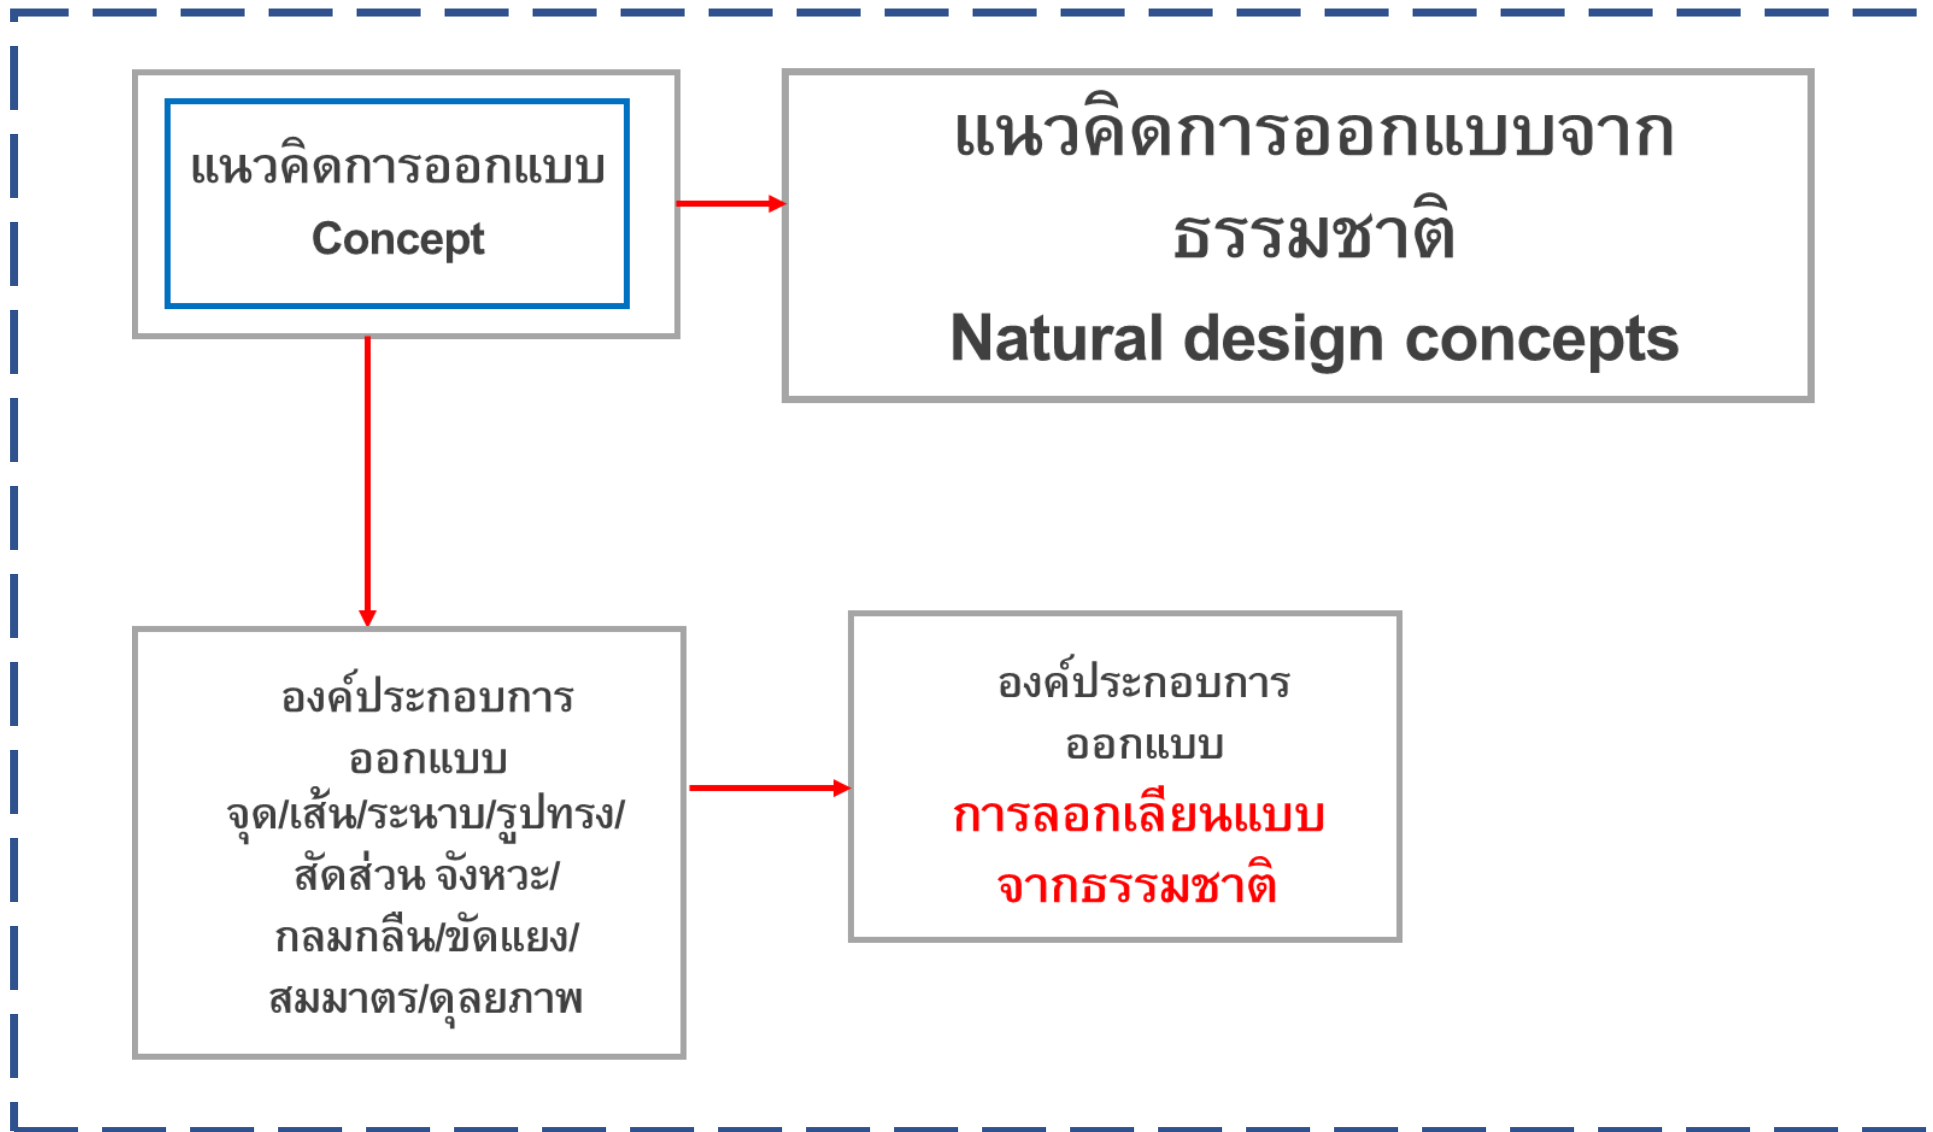 แนวคิดการออกแบบ
Concept
แนวคิดการออกแบบจาก
ธรรมชาติ
Natural design concepts
องค์ประกอบการ
ออกแบบ
จุด/เส้น/ระนาบ/รูปทรง/
สัดส่วน จังหวะ/
กลมกลืน/ขัดแยง/
สมมาตร/ดุลยภาพ
องค์ประกอบการ
ออกแบบ
การลอกเลียนแบบ
จากธรรมชาติ